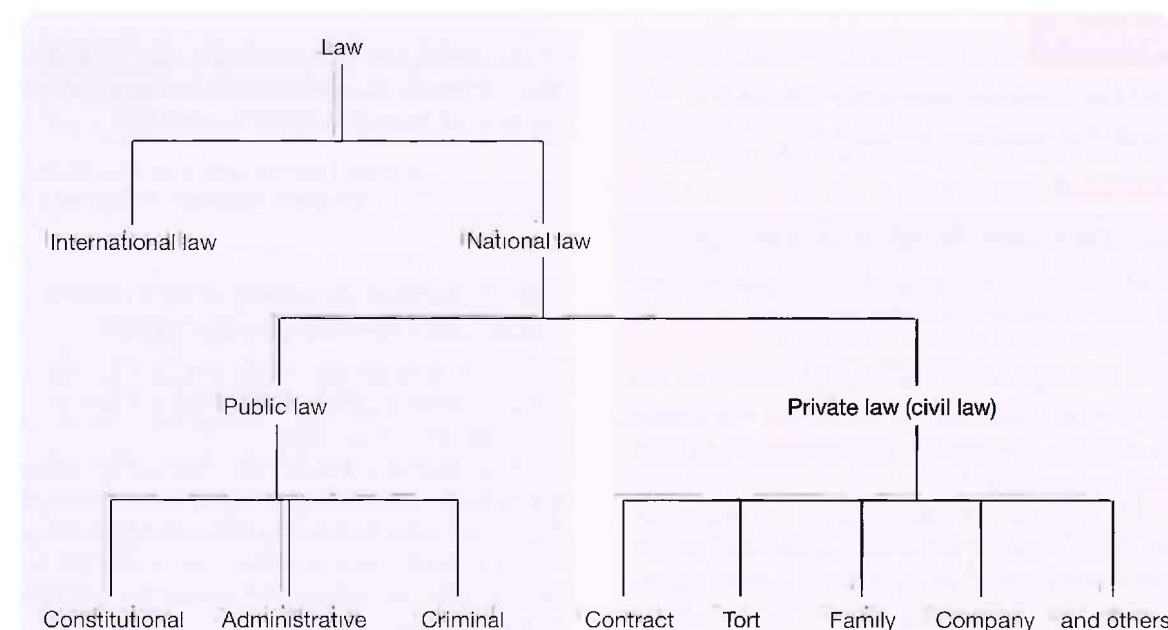 Law
International law National law
Public law Private law (civil law)
Constitutional Administrative Criminal Contract Tort Family Company and others